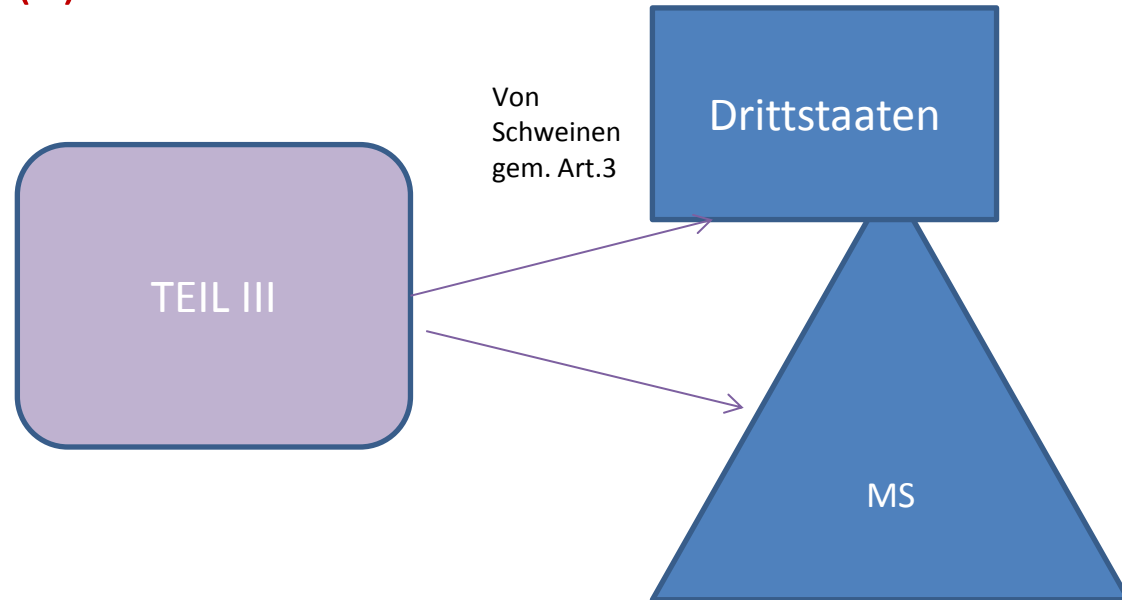 Von
Schweinen
gem. Art.3
Drittstaaten
TEIL III
MS